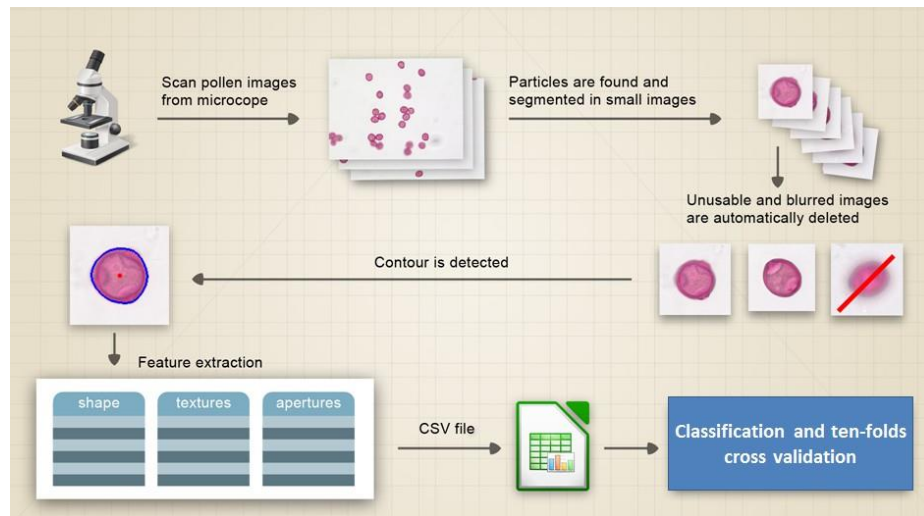 Scan pollen images
from microcope
Particles are found and
segmented in small images
Unusable and blurred images
are automatically deleted
Contour is detected
Feature extraction
shape
textures
apertures
CSV file
Classification and ten-folds
cross validation